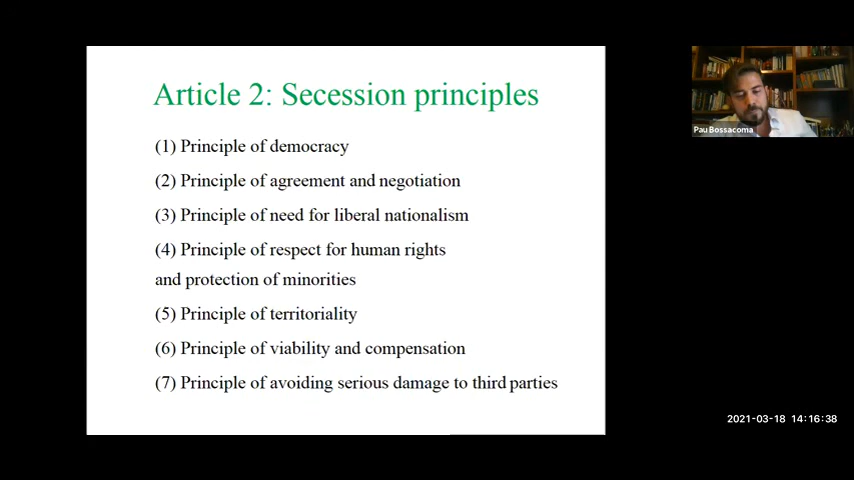 Article 2: Secession principles
(1) Principle of democracy
(2) Principle of agreement and negotiation
(3) Principle of need for liberal nationalism
(4) Principle of respect for human rights
and protection of minorities
(5) Principle of territoriality
(6) Principle of viability and compensation
(7) Principle of avoiding serious damage to third parties
Pau Bossacoma
2021-03-18 14:16:38